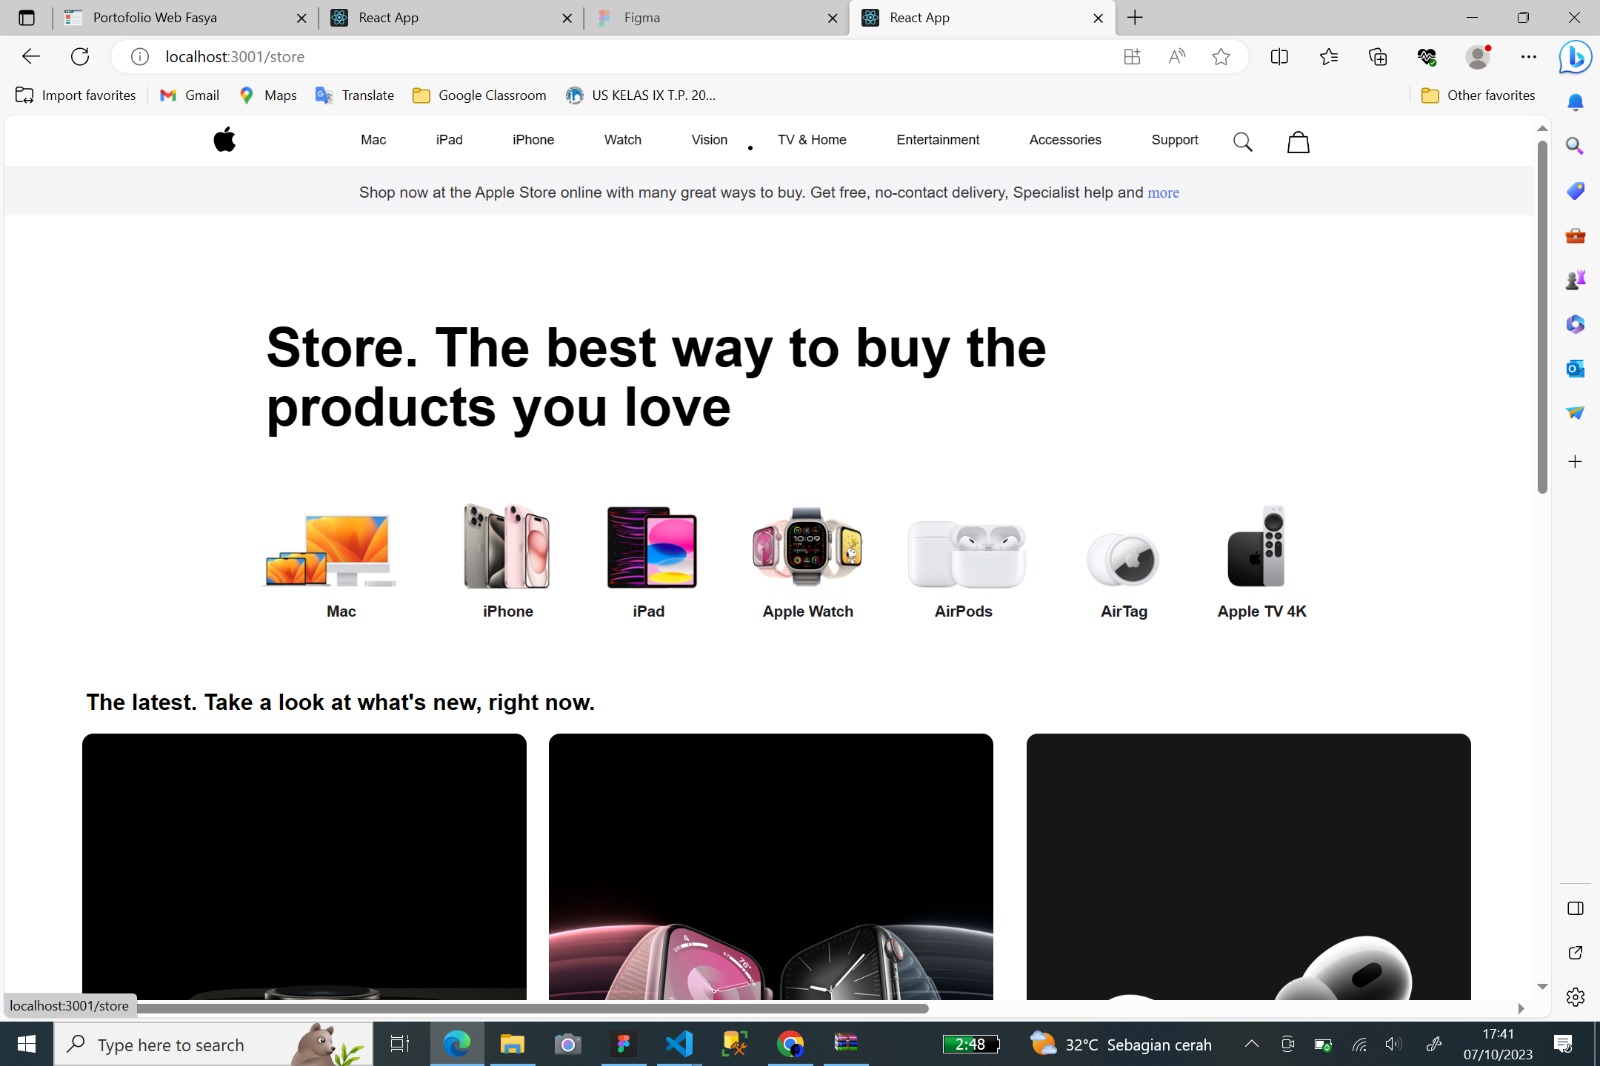 Portofolio Web Fasya
React App
Figma
React App
localhost:3001/store
Import favorites
Gmail
Maps
Translate
Google Classroom
US KELAS IX T.P. 20...
Other favorites
Mac
iPad
iPhone
Watch
Vision
TV & Home
Entertainment
Accessories
Support
Shop now at the Apple Store online with many great ways to buy. Get free, no-contact delivery, Specialist help and more
Store. The best way to buy the
products you love
10:09
Mac
iPhone
iPad
Apple Watch
AirPods
AirTag
Apple TV 4K
The latest. Take a look at what's new, right now.
localhost:3001/store
Type here to search
2:48
32°C Sebagian cerah
17:41
07/10/2023